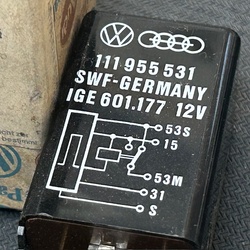 111 955 531
SWF-GERMANY
IGE 601.177 12V
53S
15
53M
31
S